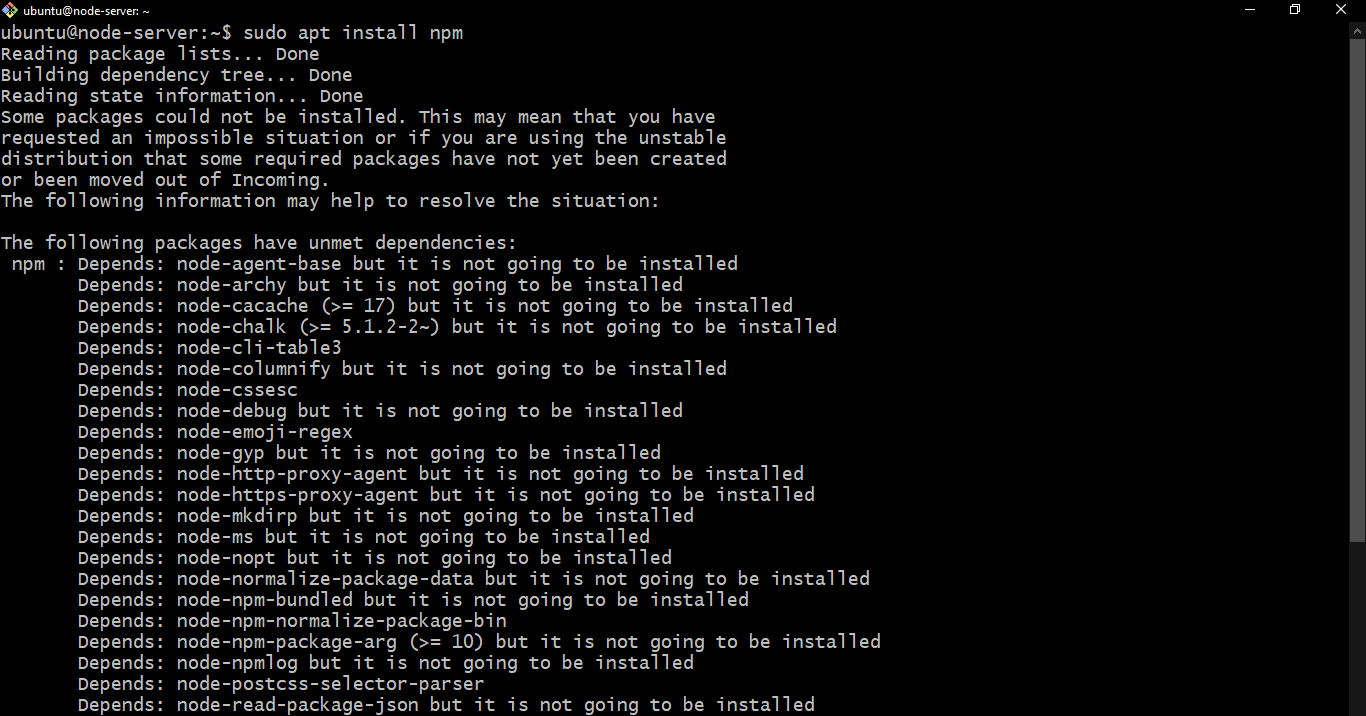 ubuntu@node-server: ~
ubuntu@node-server:~$ sudo apt install npm
Reading package lists... Done
Building dependency tree... Done
Reading state information... Done
Some packages could not be installed. This may mean that you have
requested an impossible situation or if you are using the unstable
distribution that some required packages have not yet been created
or been moved out of Incoming.
The following information may help to resolve the situation:
The following packages have unmet dependencies:
npm : Depends: node-agent-base but it is not going to be installed
Depends: node-archy but it is not going to be installed
Depends: node-cacache (>= 17) but it is not going to be installed
Depends: node-chalk (>= 5.1.2-2~) but it is not going to be installed
Depends: node-cli-table3
Depends: node-columnify but it is not going to be installed
Depends: node-cssesc
Depends: node-debug but it is not going to be installed
Depends: node-emoji-regex
Depends: node-gyp but it is not going to be installed
Depends: node-http-proxy-agent but it is not going to be installed
Depends: node-https-proxy-agent but it is not going to be installed
Depends: node-mkdirp but it is not going to be installed
Depends: node-ms but it is not going to be installed
Depends: node-nopt but it is not going to be installed
Depends: node-normalize-package-data but it is not going to be installed
Depends: node-npm-bundled but it is not going to be installed
Depends: node-npm-normalize-package-bin
Depends: node-npm-package-arg (>= 10) but it is not going to be installed
Depends: node-npmlog but it is not going to be installed
Depends: node-postcss-selector-parser
Depends: node-read-package-json but it is not going to be installed